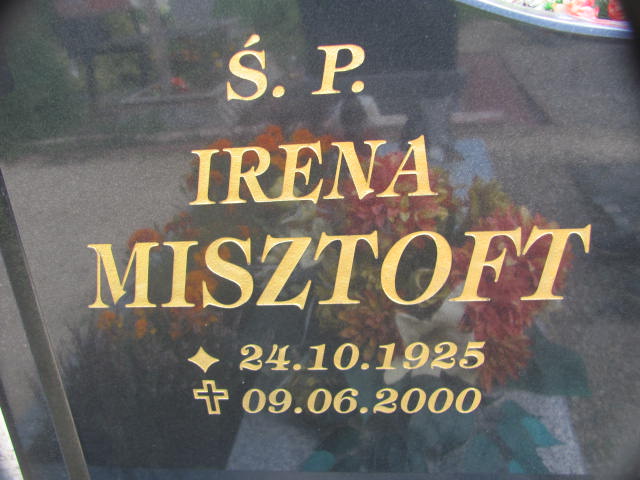 Ś. P.
IRENA
MISZTOFT
✦ 24.10.1925
✝ 09.06.2000